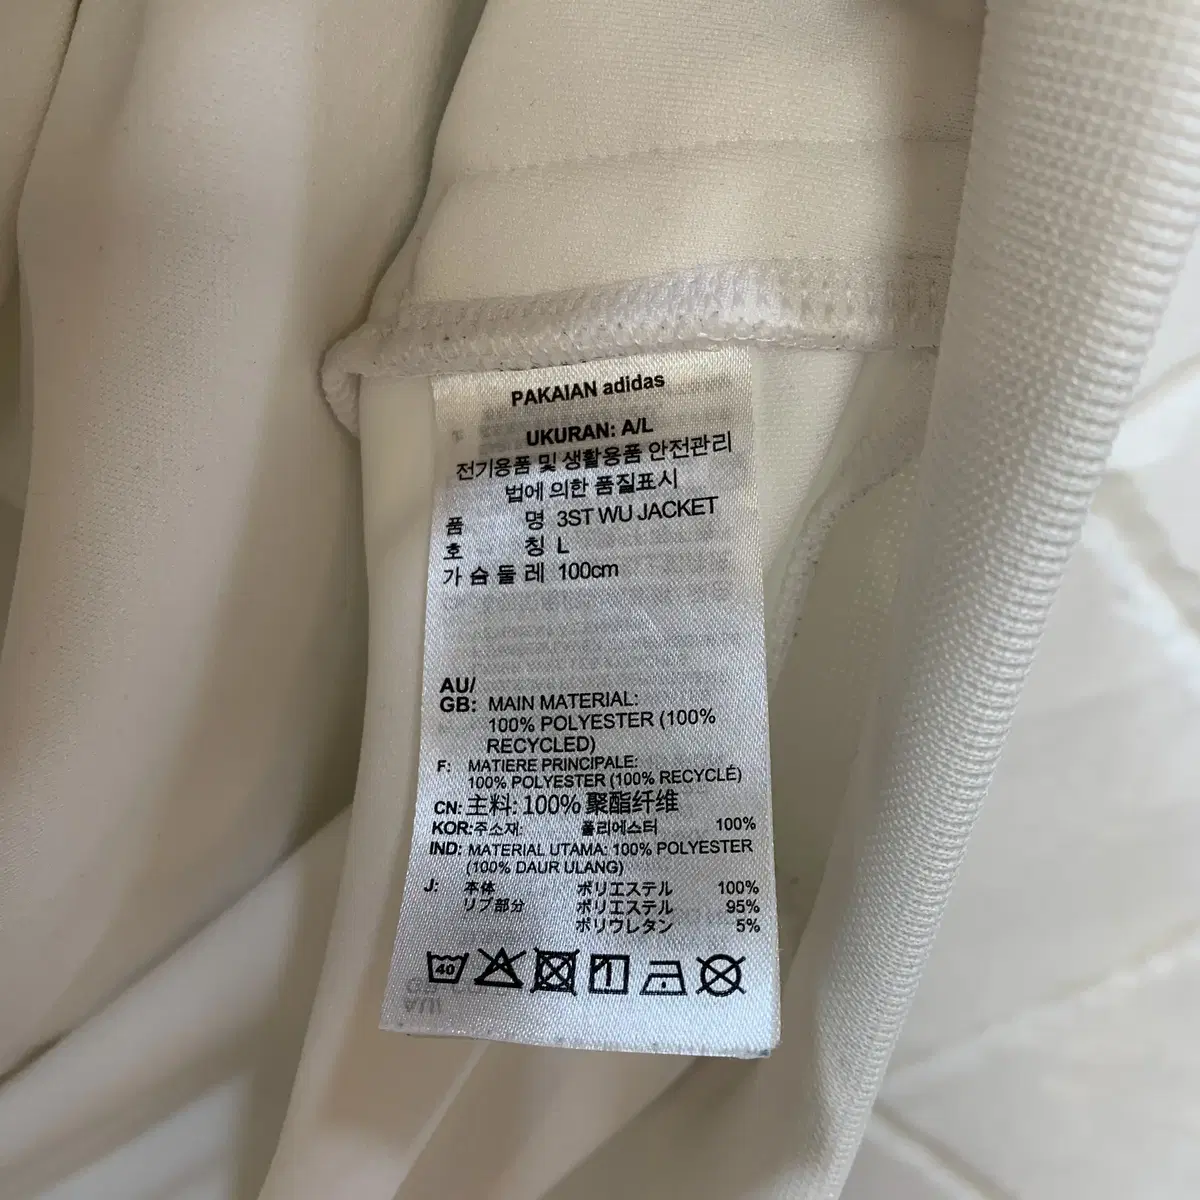 PAKAIAN adidas
UKURAN: A/L
전기용품 및 생활용품 안전관리
법에 의한 품질표시
품 명 3ST WU JACKET
호 칭 L
가 슴 둘 레 100cm
AU/
GB: MAIN MATERIAL:
100% POLYESTER (100%
RECYCLED)
F: MATIERE PRINCIPALE:
100% POLYESTER (100% RECYCLÉ)
CN: 主料: 100% 聚酯纤维
KOR: 주소재: 폴리에스터 100%
IND: MATERIAL UTAMA: 100% POLYESTER
(100% DAUR ULANG)
J: 本体 ポリエステル 100%
リブ部分 ポリエステル 95%
ポリウレタン 5%
40